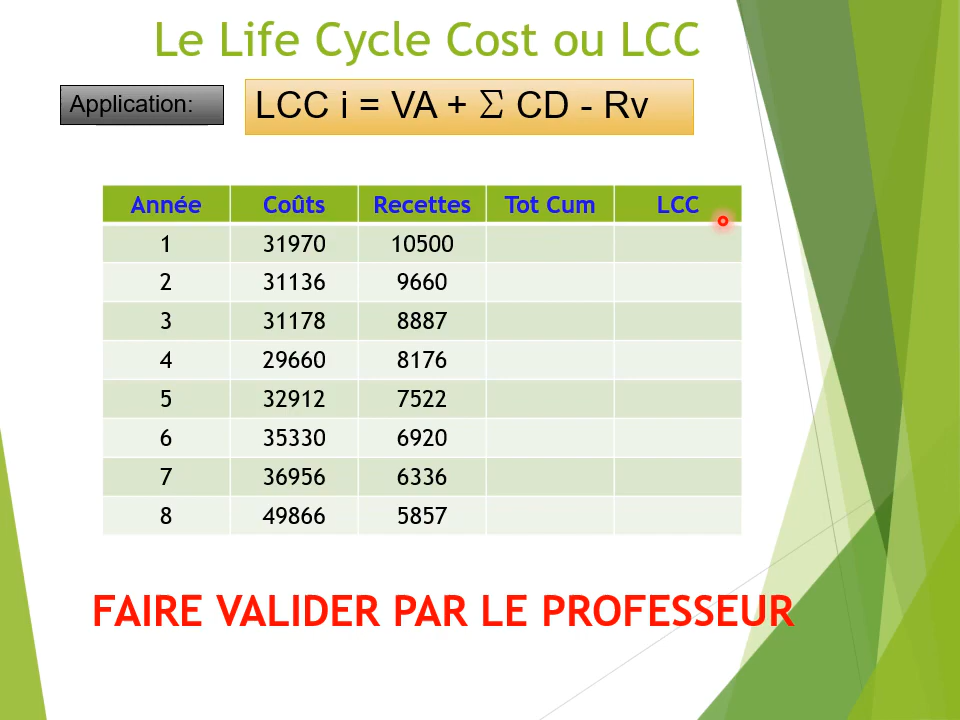 Le Life Cycle Cost ou LCC
Application:
LCC i = VA + ∑ CD - Rv
Année Coûts Recettes Tot Cum LCC
1 31970 10500
2 31136 9660
3 31178 8887
4 29660 8176
5 32912 7522
6 35330 6920
7 36956 6336
8 49866 5857
FAIRE VALIDER PAR LE PROFESSEUR